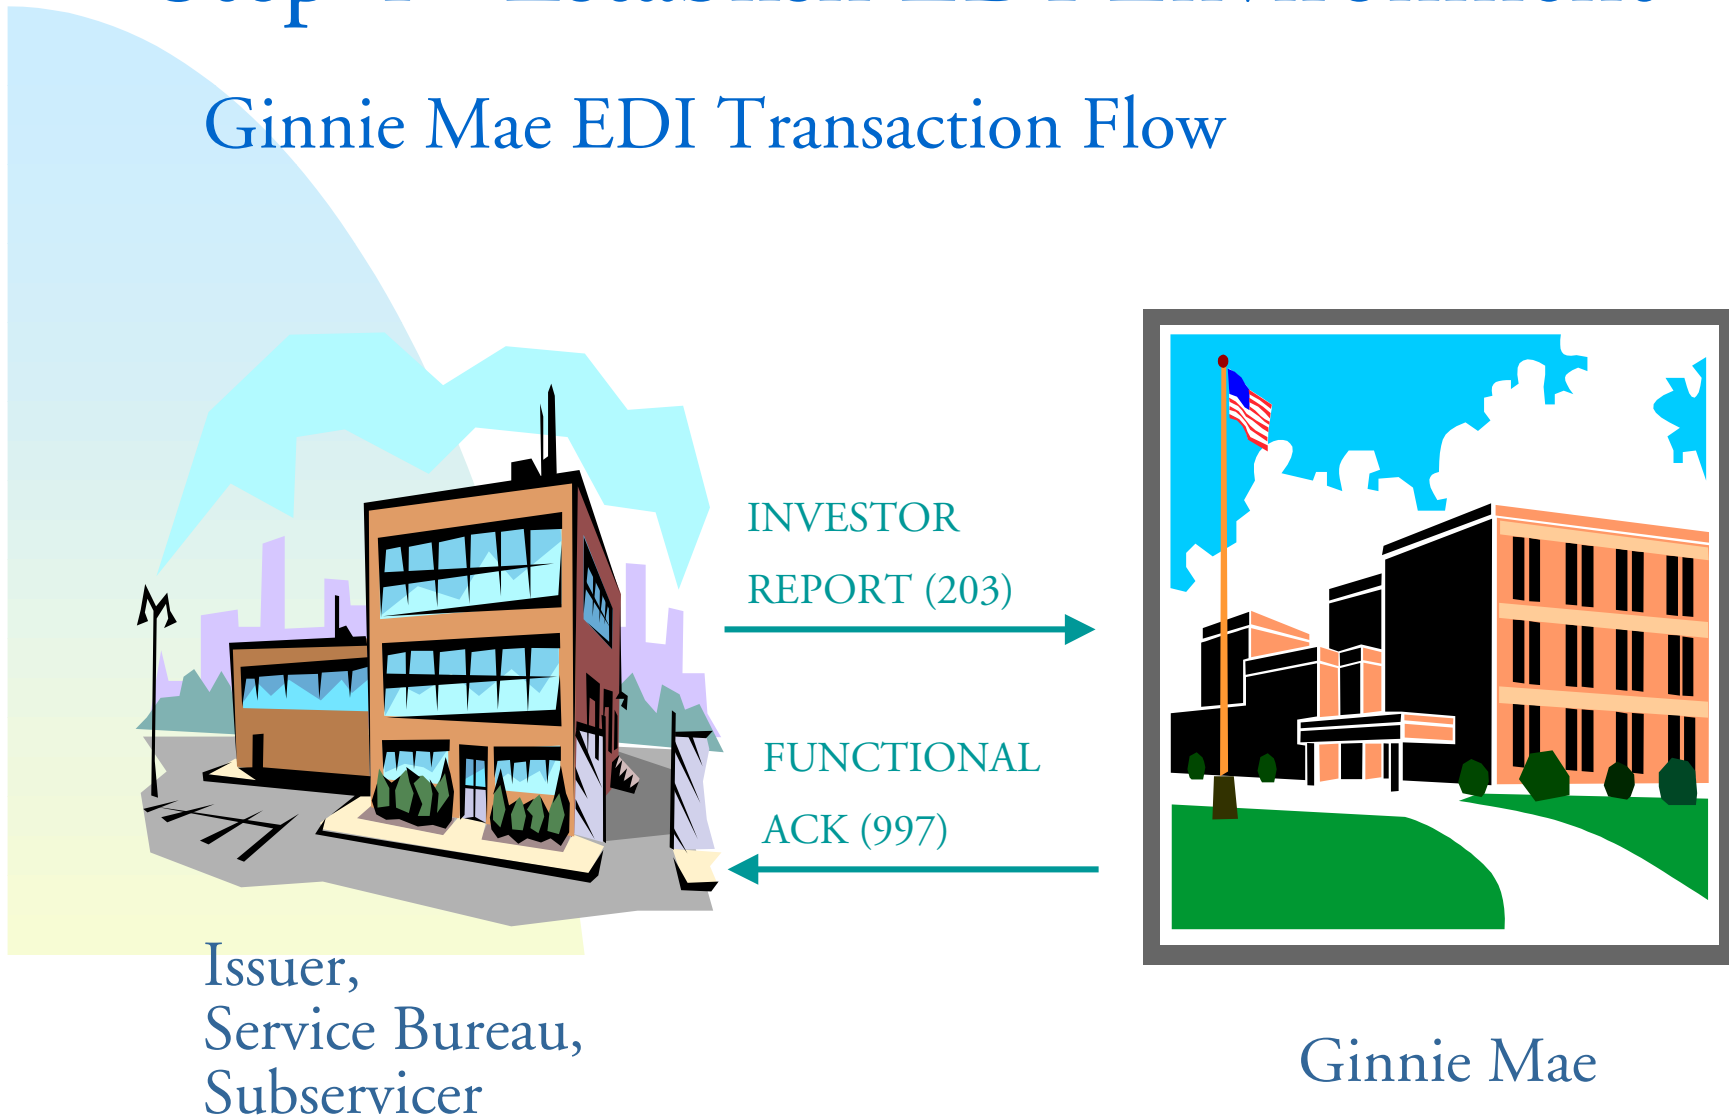 Ginnie Mae EDI Transaction Flow
INVESTOR
REPORT (203)
FUNCTIONAL
ACK (997)
Issuer,
Service Bureau,
Subservicer
Ginnie Mae